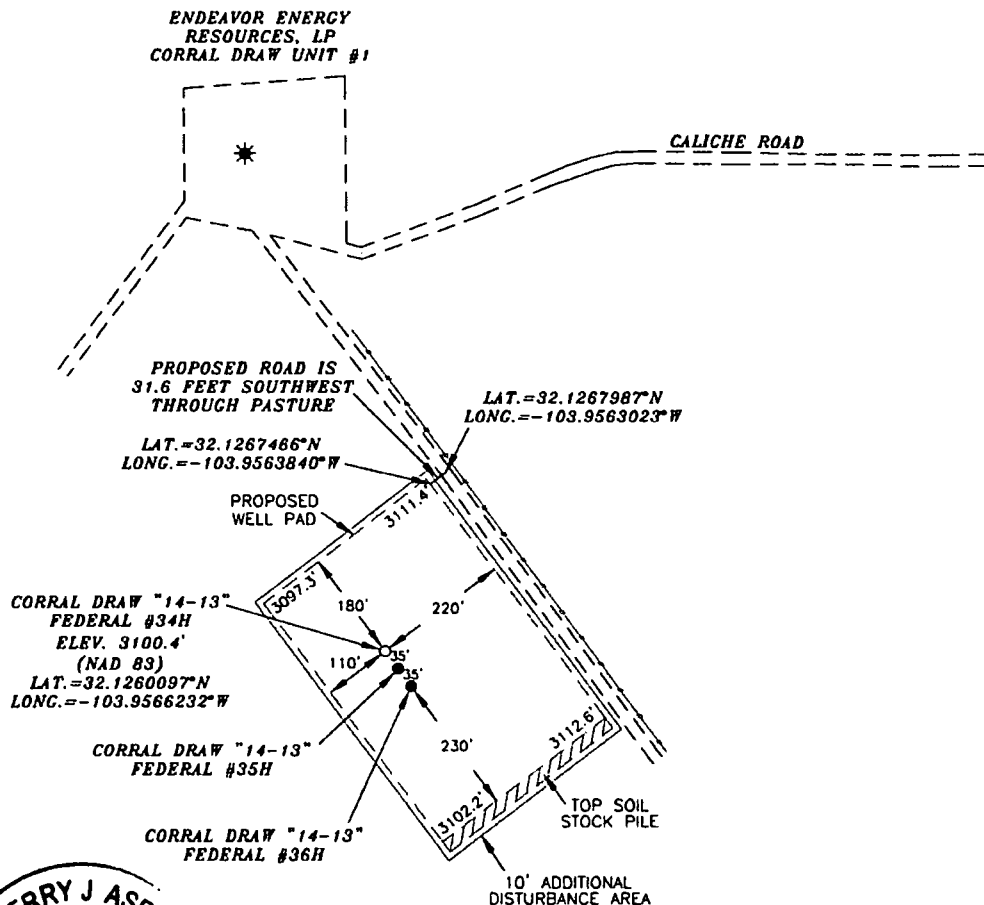 ENDEAVOR ENERGY
RESOURCES, LP
CORRAL DRAW UNIT #1
CALICHE ROAD
PROPOSED ROAD IS
31.6 FEET SOUTHWEST
THROUGH PASTURE
LAT.=32.1267987°N
LONG.=-103.9563023°W
LAT.=32.1267466°N
LONG.=-103.9563840°W
PROPOSED
WELL PAD
3111.4'
3097.3'
180'
220'
CORRAL DRAW "14-13"
FEDERAL #34H
ELEV. 3100.4'
(NAD 83)
LAT.=32.1260097°N
LONG.=-103.9566232°W
110'
35'
35'
CORRAL DRAW "14-13"
FEDERAL #35H
230'
3112.6'
3102.2'
TOP SOIL
STOCK PILE
CORRAL DRAW "14-13"
FEDERAL #36H
10' ADDITIONAL
DISTURBANCE AREA